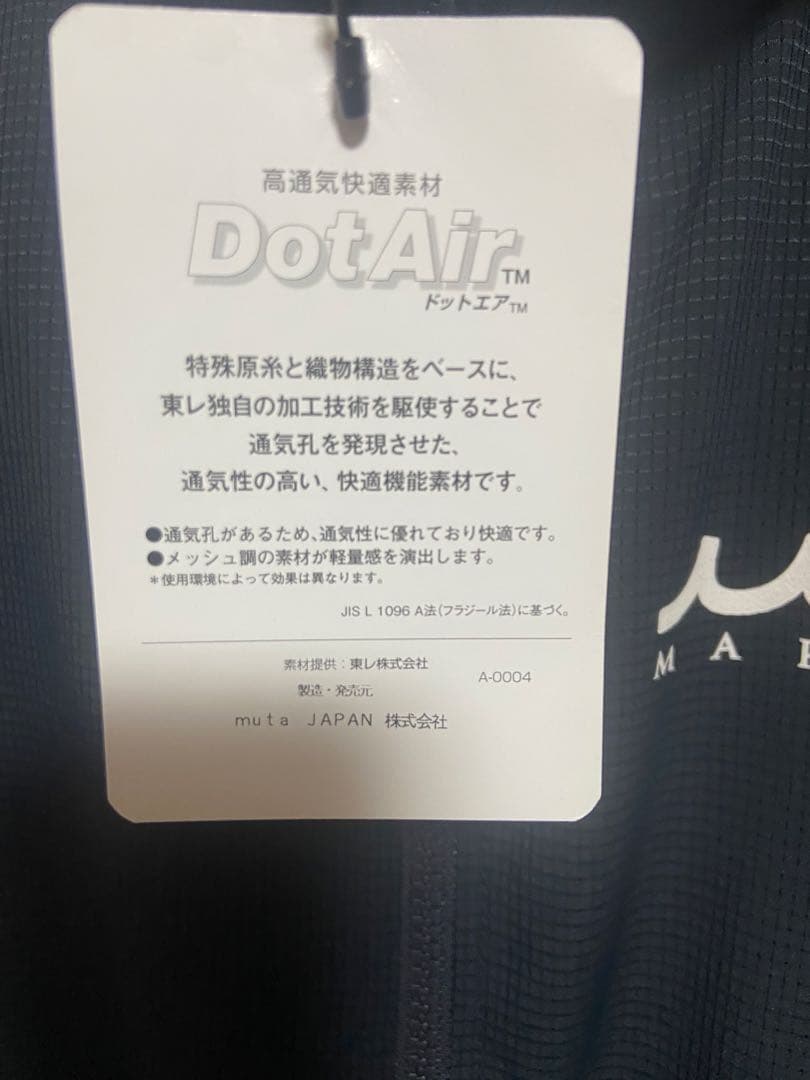 高通気快適素材
DotAir™
ドットエア™
特殊原糸と織物構造をベースに、
東レ独自の加工技術を駆使することで
通気孔を発現させた、
通気性の高い、快適機能素材です。
●通気孔があるため、通気性に優れており快適です。
●メッシュ調の素材が軽量感を演出します。
＊使用環境によって効果は異なります。
JIS L 1096 A法(フラジール法)に基づく。
素材提供：東レ株式会社
A-0004
製造・発売元
muta JAPAN 株式会社
MA